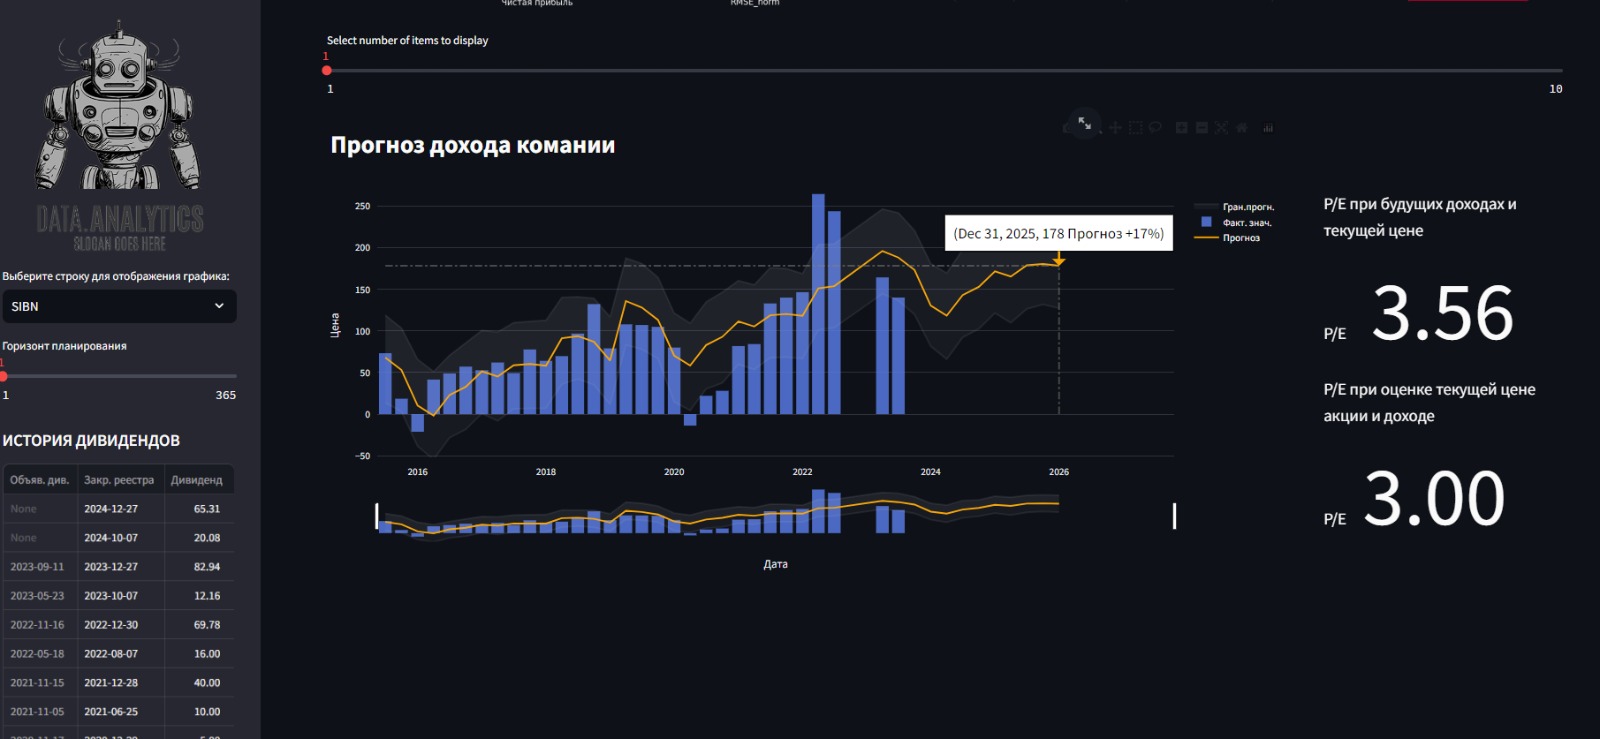 Чистая прибыль
RMSE_norm
DATA.ANALYTICS
SLOGAN GOES HERE
Выберите строку для отображения графика:
SIBN
Горизонт планирования
1
1 365
ИСТОРИЯ ДИВИДЕНДОВ
Объяв. див. Закр. реестра Дивиденд
None 2024-12-27 65.31
None 2024-10-07 20.08
2023-09-11 2023-12-27 82.94
2023-05-23 2023-10-07 12.16
2022-11-16 2022-12-30 69.78
2022-05-18 2022-08-07 16.00
2021-11-15 2021-12-28 40.00
2021-11-05 2021-06-25 10.00
Select number of items to display
1
1 10
Прогноз дохода комании
250
200
150
100
50
0
−50
Цена
2016 2018 2020 2022 2024 2026
(Dec 31, 2025, 178 Прогноз +17%)
Гран.прогн.
Факт. знач.
Прогноз
Дата
P/E при будущих доходах и
текущей цене
P/E 3.56
P/E при оценке текущей цене
акции и доходе
P/E 3.00